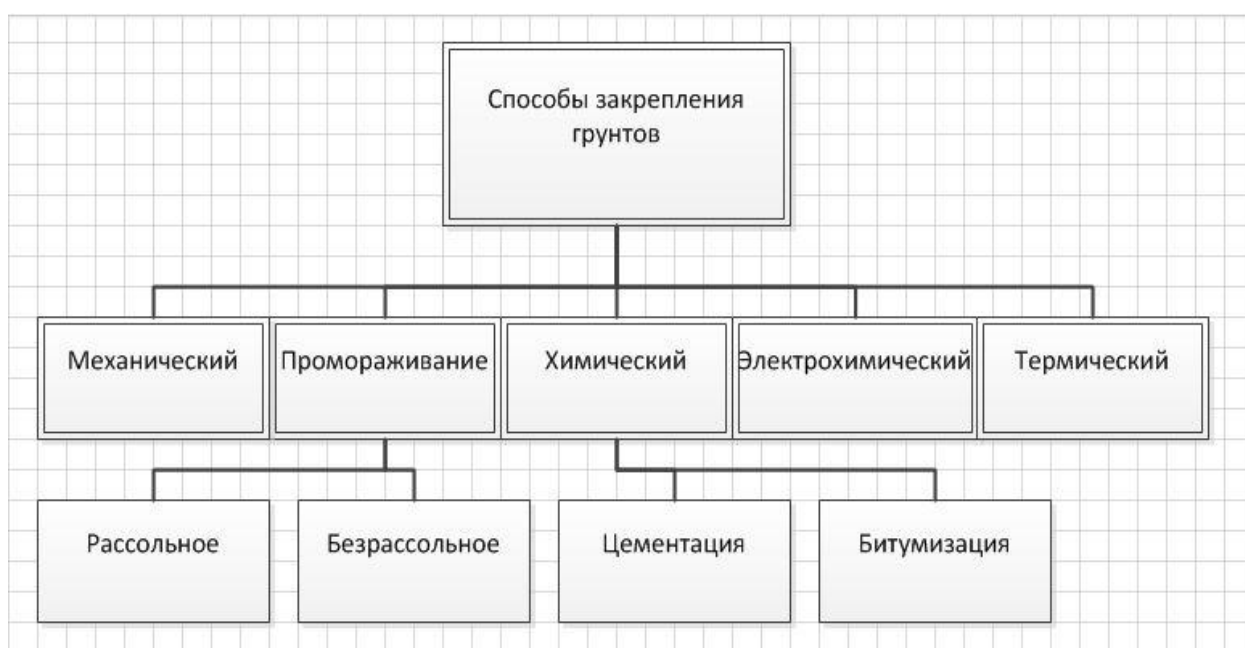 Способы закрепления
грунтов
Механический
Промораживание
Химический
Электрохимический
Термический
Рассольное
Безрассольное
Цементация
Битумизация